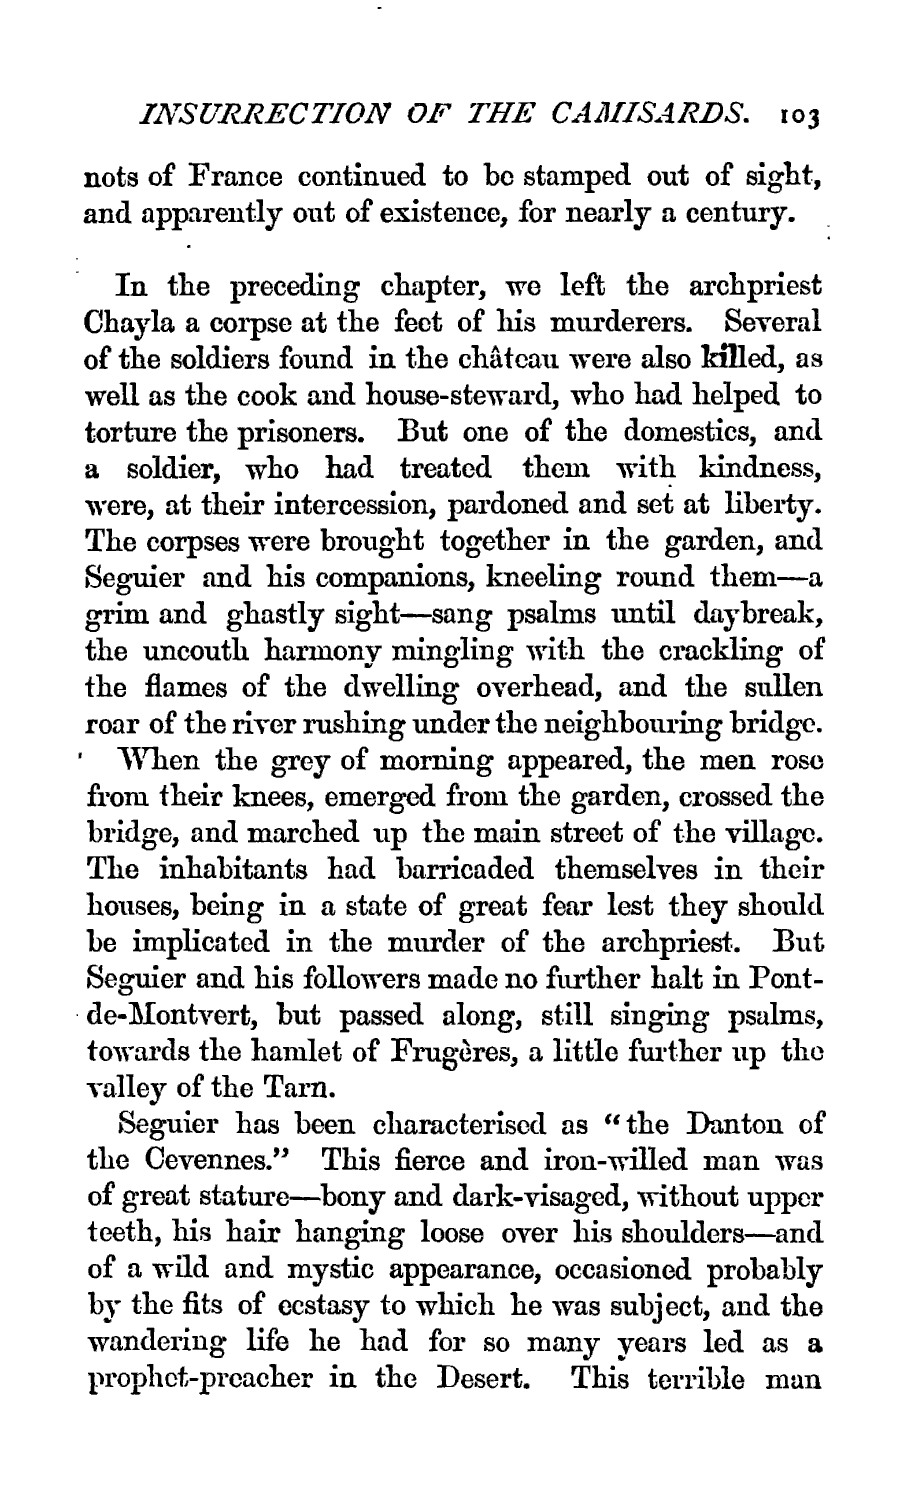 INSURRECTION OF THE CAMISARDS. 103
nots of France continued to be stamped out of sight,
and apparently out of existence, for nearly a century.
In the preceding chapter, we left the archpriest
Chayla a corpse at the feet of his murderers. Several
of the soldiers found in the château were also killed, as
well as the cook and house-steward, who had helped to
torture the prisoners. But one of the domestics, and
a soldier, who had treated them with kindness,
were, at their intercession, pardoned and set at liberty.
The corpses were brought together in the garden, and
Seguier and his companions, kneeling round them—a
grim and ghastly sight—sang psalms until daybreak,
the uncouth harmony mingling with the crackling of
the flames of the dwelling overhead, and the sullen
roar of the river rushing under the neighbouring bridge.
When the grey of morning appeared, the men rose
from their knees, emerged from the garden, crossed the
bridge, and marched up the main street of the village.
The inhabitants had barricaded themselves in their
houses, being in a state of great fear lest they should
be implicated in the murder of the archpriest. But
Seguier and his followers made no further halt in Pont-
de-Montvert, but passed along, still singing psalms,
towards the hamlet of Frugères, a little further up the
valley of the Tarn.
Seguier has been characterised as "the Danton of
the Cevennes." This fierce and iron-willed man was
of great stature—bony and dark-visaged, without upper
teeth, his hair hanging loose over his shoulders—and
of a wild and mystic appearance, occasioned probably
by the fits of ecstasy to which he was subject, and the
wandering life he had for so many years led as a
prophet-preacher in the Desert. This terrible man